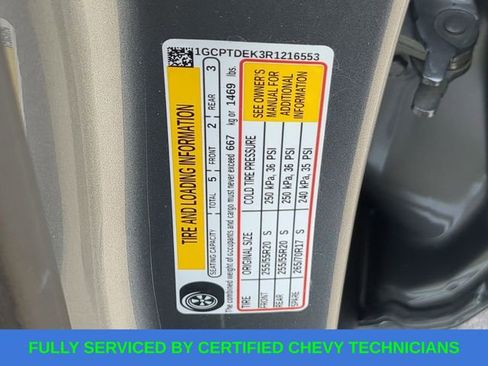 1GCPTDEK3R1216553
TIRE AND LOADING INFORMATION
SEATING CAPACITY TOTAL 5 FRONT 2 REAR 3
The combined weight of occupants and cargo must never exceed 667 kg or 1469 lbs.
TIRE ORIGINAL SIZE COLD TIRE PRESSURE
FRONT 255/55R20 S 250 kPa, 36 PSI
REAR 255/55R20 S 250 kPa, 36 PSI
SPARE 265/70R17 S 240 kPa, 35 PSI
SEE OWNER'S
MANUAL FOR
ADDITIONAL
INFORMATION
FULLY SERVICED BY CERTIFIED CHEVY TECHNICIANS